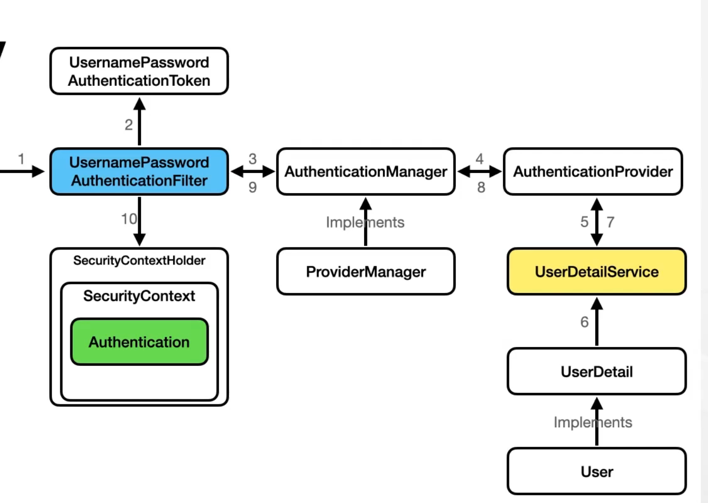 UsernamePassword
AuthenticationToken
2
1
UsernamePassword
AuthenticationFilter
3
9
AuthenticationManager
4
8
AuthenticationProvider
10
Implements
5
7
SecurityContextHolder
SecurityContext
Authentication
ProviderManager
UserDetailService
6
UserDetail
Implements
User